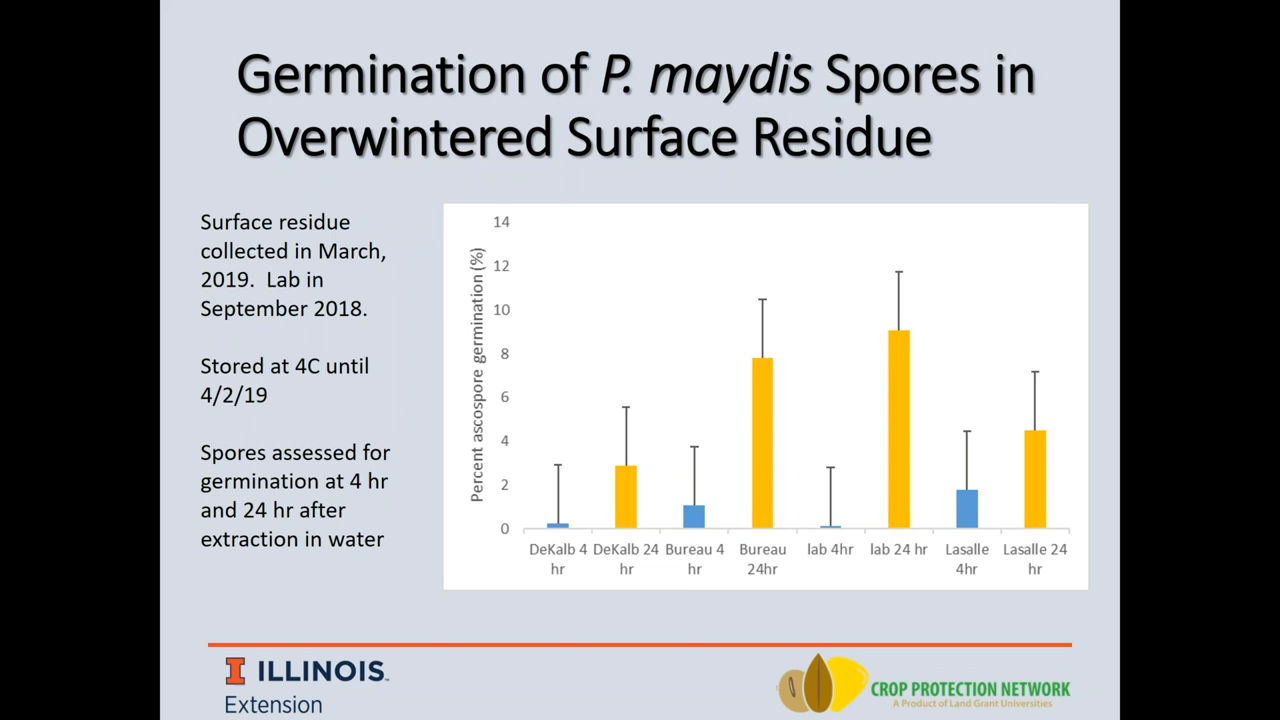 Germination of P. maydis Spores in
Overwintered Surface Residue
Surface residue
collected in March,
2019. Lab in
September 2018.
Stored at 4C until
4/2/19
Spores assessed for
germination at 4 hr
and 24 hr after
extraction in water
Percent ascospore germination (%)
14
12
10
8
6
4
2
0
DeKalb 4 hr
DeKalb 24 hr
Bureau 4 hr
Bureau 24hr
lab 4hr
lab 24 hr
Lasalle 4hr
Lasalle 24 hr
I ILLINOIS
Extension
CROP PROTECTION NETWORK
A Product of Land Grant Universities